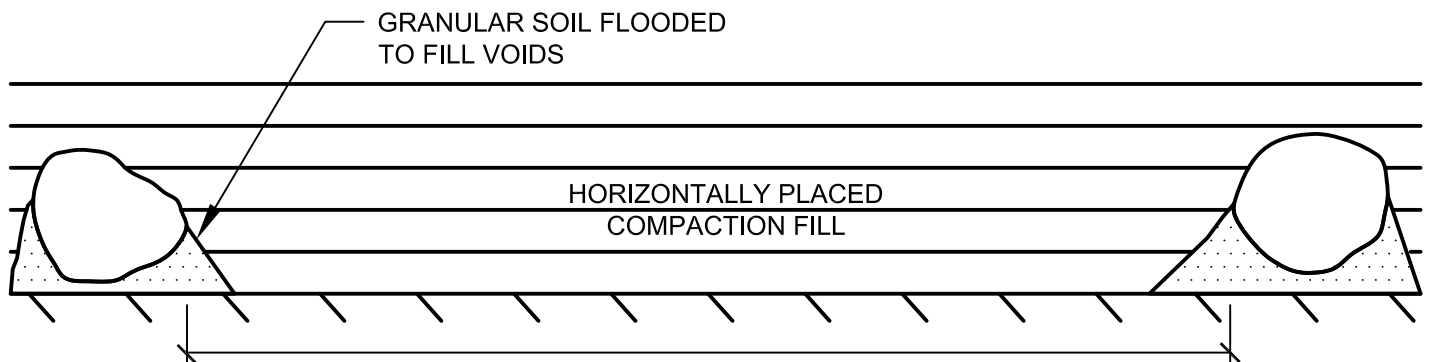 GRANULAR SOIL FLOODED
TO FILL VOIDS
HORIZONTALLY PLACED
COMPACTION FILL